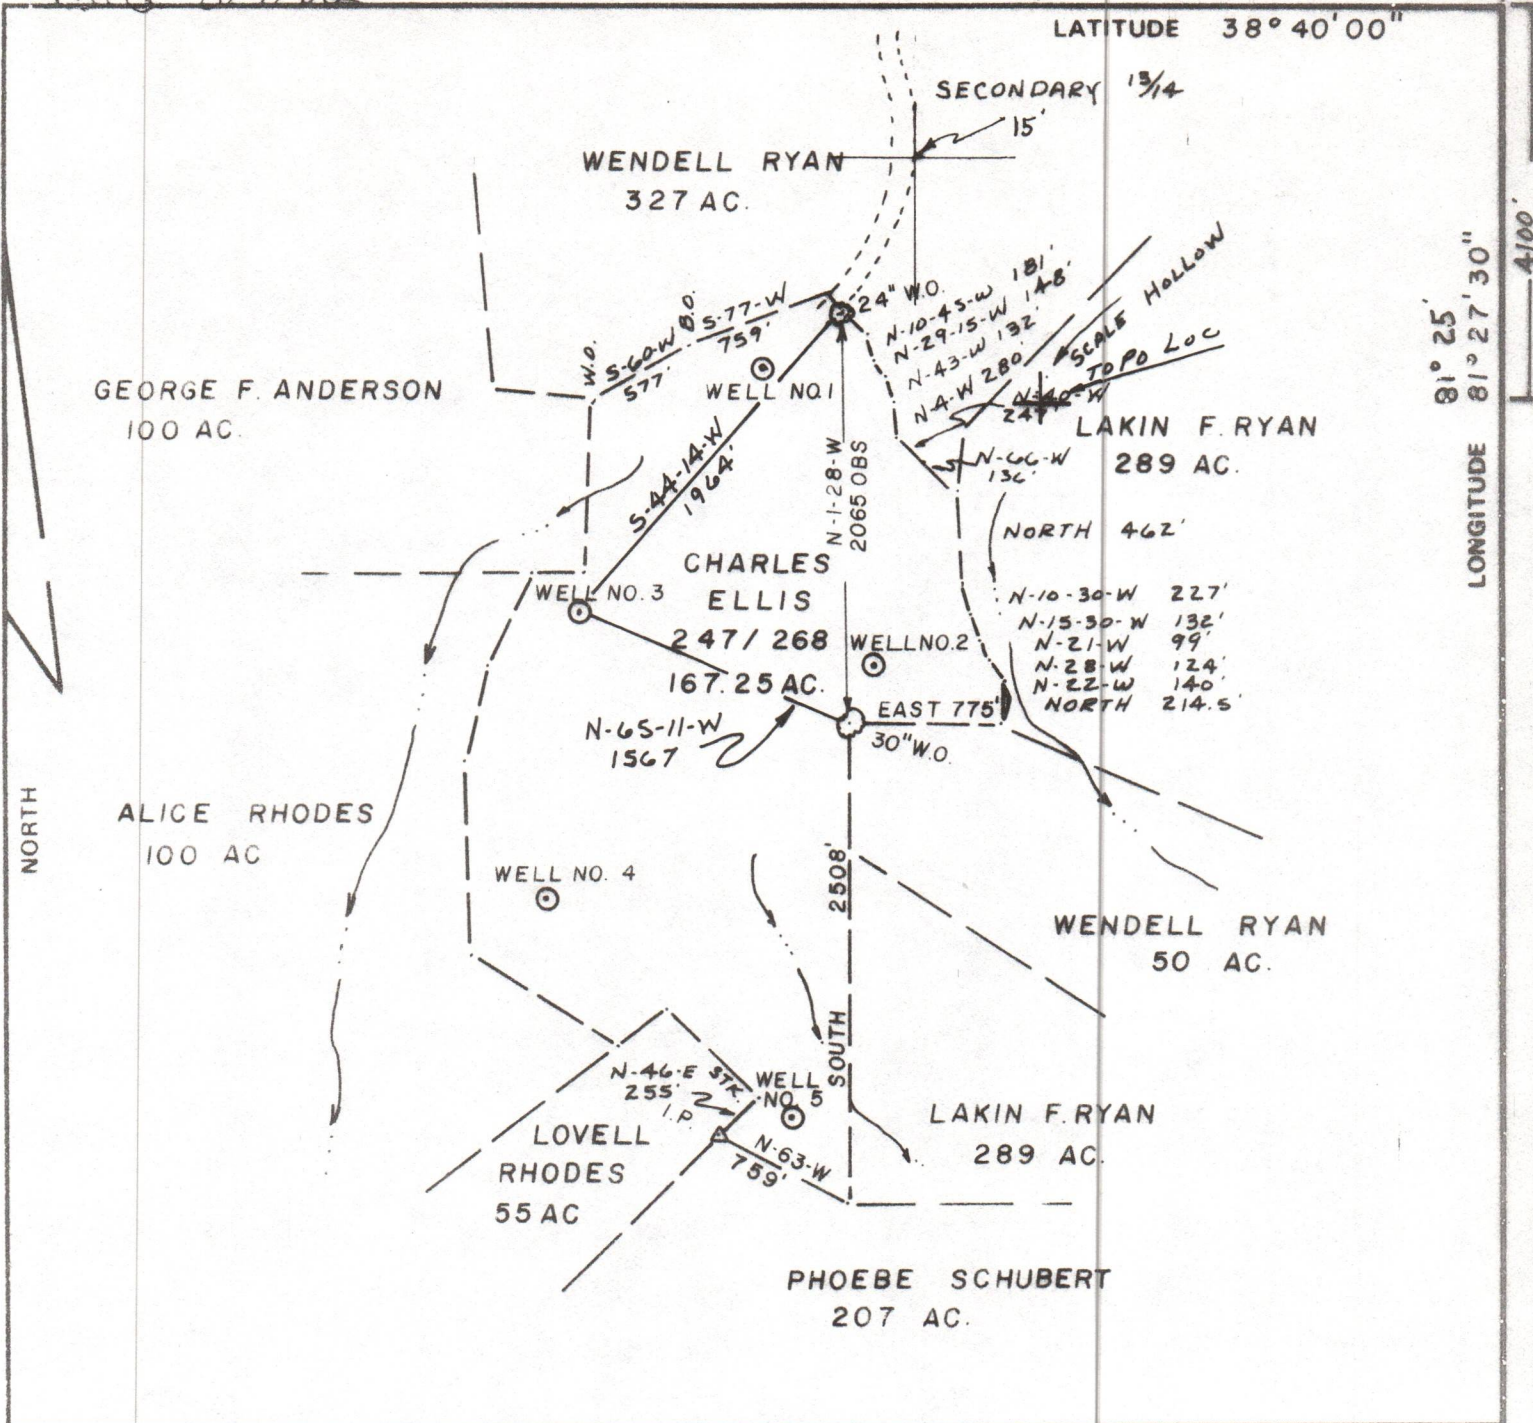 LATITUDE 38° 40' 00"
SECONDARY 13/14
15'
WENDELL RYAN
327 AC.
4100'
81° 25'
LONGITUDE 81° 27' 30"
24" W.O.
N-10-45-W 181'
N-29-15-W 148'
N-43-W 132'
N-4-W 280'
SCALE HOLLOW
TOPO LOC
N-40-W
247'
W.O.
S-60-W B.O.
577'
S-77-W
759'
WELL NO.1
GEORGE F. ANDERSON
100 AC.
LAKIN F. RYAN
289 AC.
N-66-W
136'
S-44-14-W
1964'
N-1-28-W
2065 OBS
NORTH 462'
CHARLES
ELLIS
247/268
167.25 AC.
WELL NO. 3
WELL NO.2
N-10-30-W 227'
N-15-30-W 132'
N-21-W 99'
N-28-W 124'
N-22-W 140'
NORTH 214.5'
EAST 775'
30" W.O.
N-65-11-W
1567
NORTH
ALICE RHODES
100 AC
WELL NO. 4
SOUTH 2508'
WENDELL RYAN
50 AC.
N-46-E STK.
255'
I.P.
WELL
NO. 5
LOVELL
RHODES
55 AC
N-63-W
759'
LAKIN F. RYAN
289 AC.
PHOEBE SCHUBERT
207 AC.